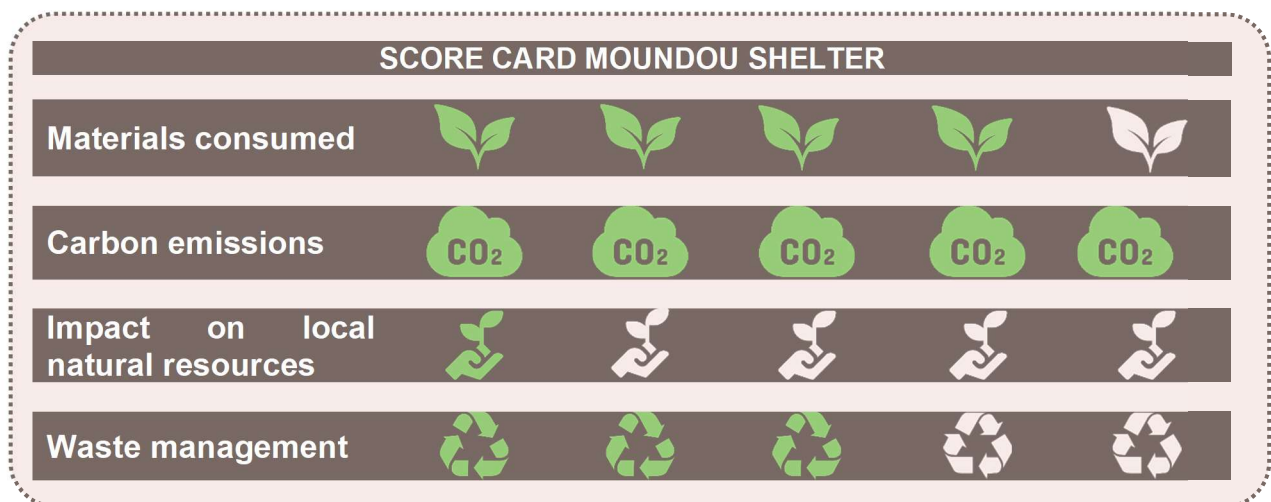 SCORE CARD MOUNDOU SHELTER
Materials consumed
Carbon emissions
CO₂ CO₂ CO₂ CO₂ CO₂
Impact on local
natural resources
Waste management